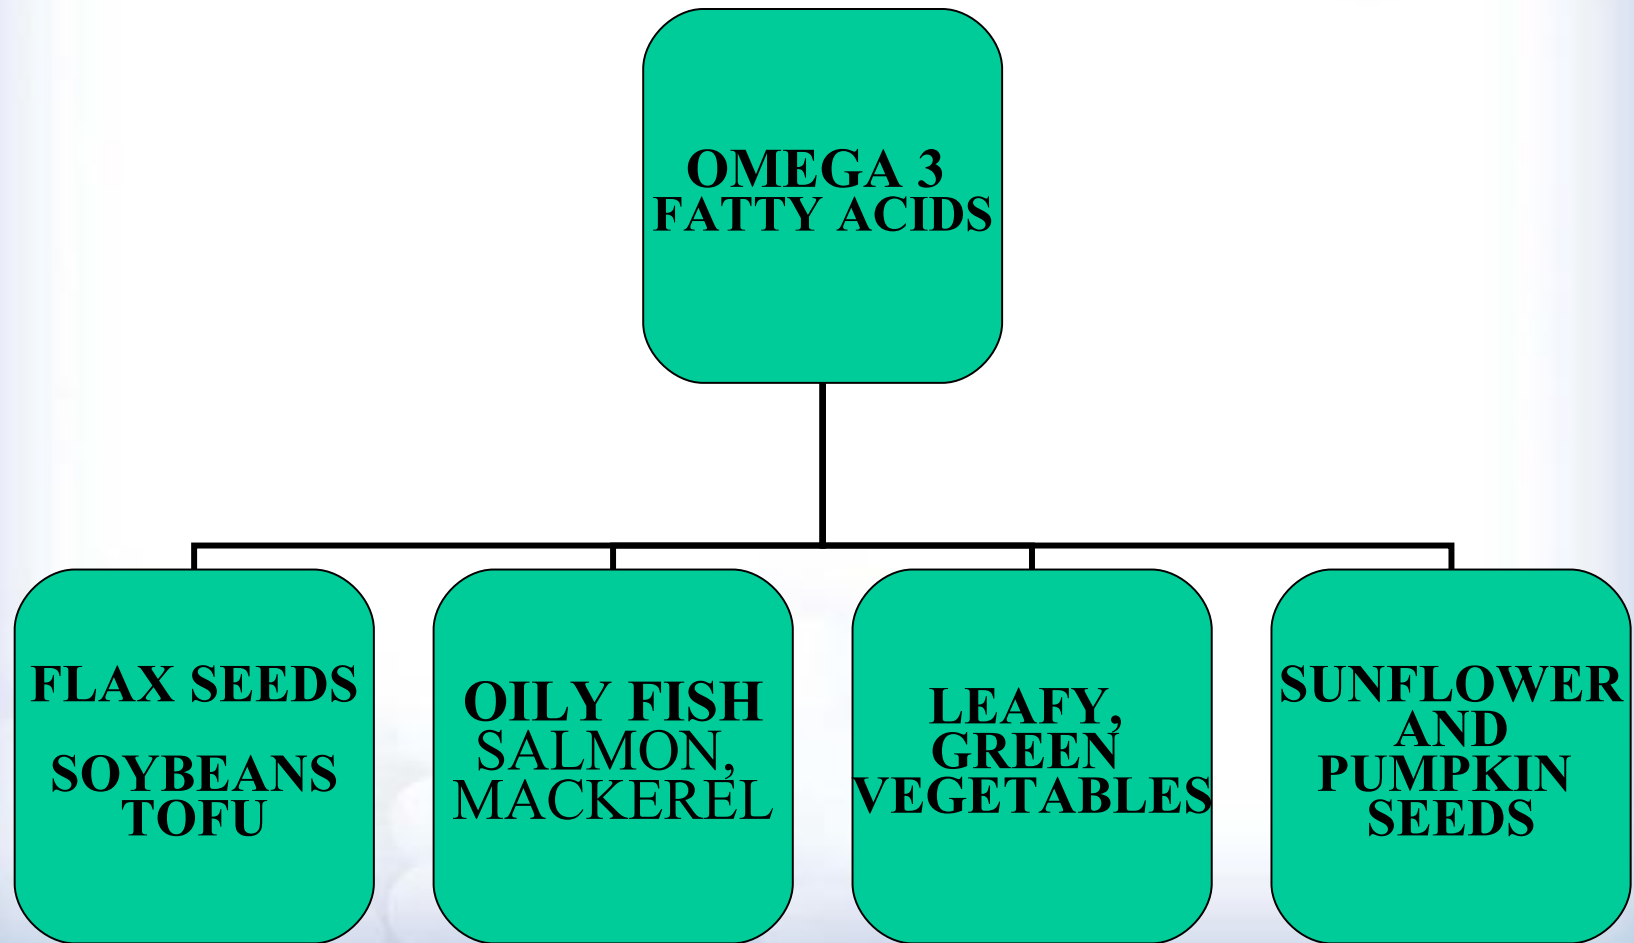 OMEGA 3
FATTY ACIDS
FLAX SEEDS
SOYBEANS
TOFU
OILY FISH
SALMON,
MACKEREL
LEAFY,
GREEN
VEGETABLES
SUNFLOWER
AND
PUMPKIN
SEEDS